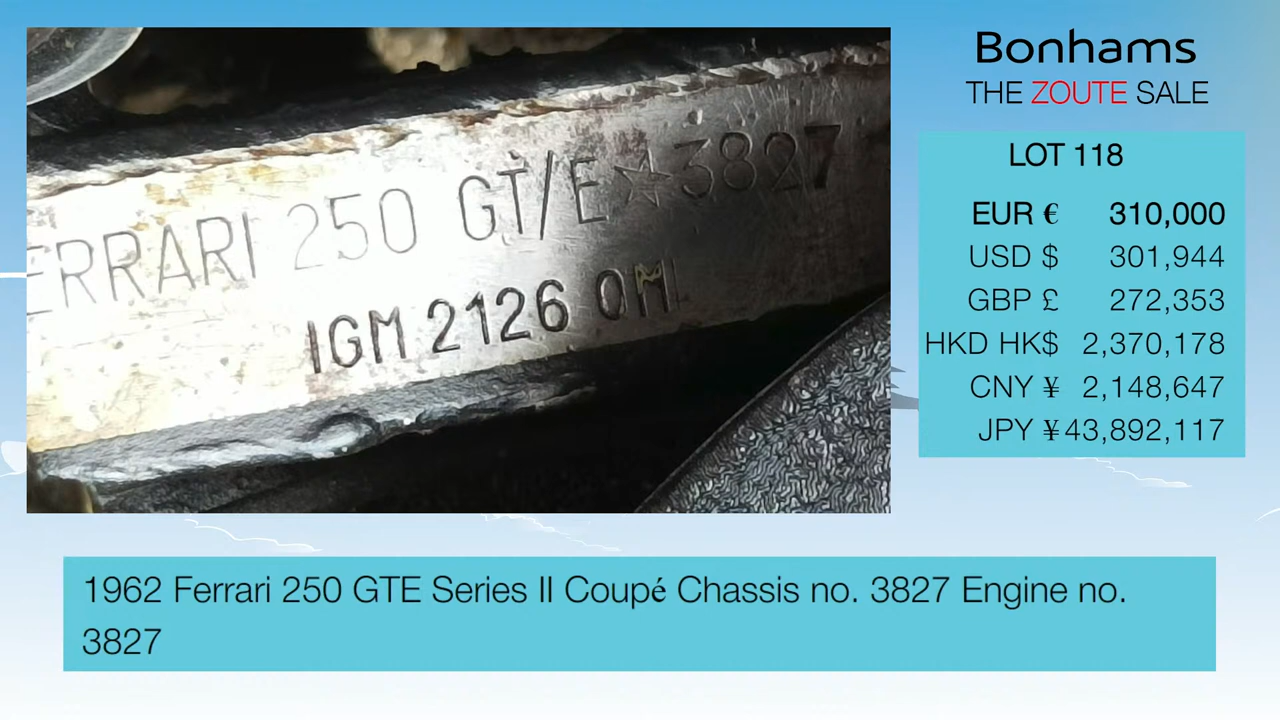 FERRARI 250 GT/E☆3827
IGM 2126 OM
Bonhams
THE ZOUTE SALE
LOT 118
EUR € 310,000
USD $ 301,944
GBP £ 272,353
HKD HK$ 2,370,178
CNY ¥ 2,148,647
JPY ¥43,892,117
1962 Ferrari 250 GTE Series II Coupé Chassis no. 3827 Engine no.
3827